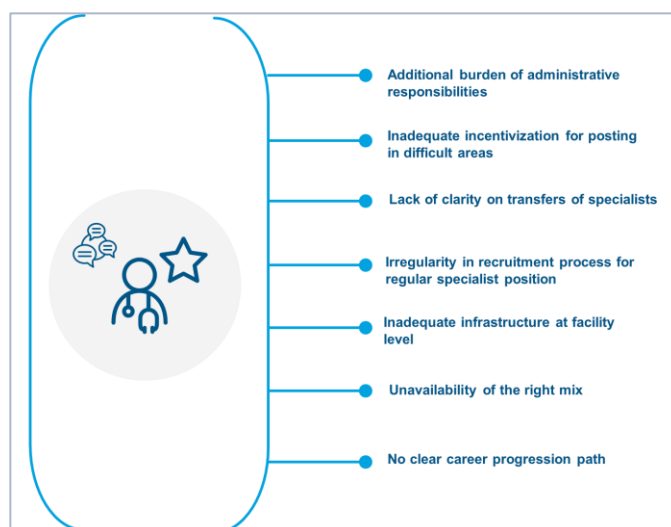 Additional burden of administrative
responsibilities
Inadequate incentivization for posting
in difficult areas
Lack of clarity on transfers of specialists
Irregularity in recruitment process for
regular specialist position
Inadequate infrastructure at facility
level
Unavailability of the right mix
No clear career progression path